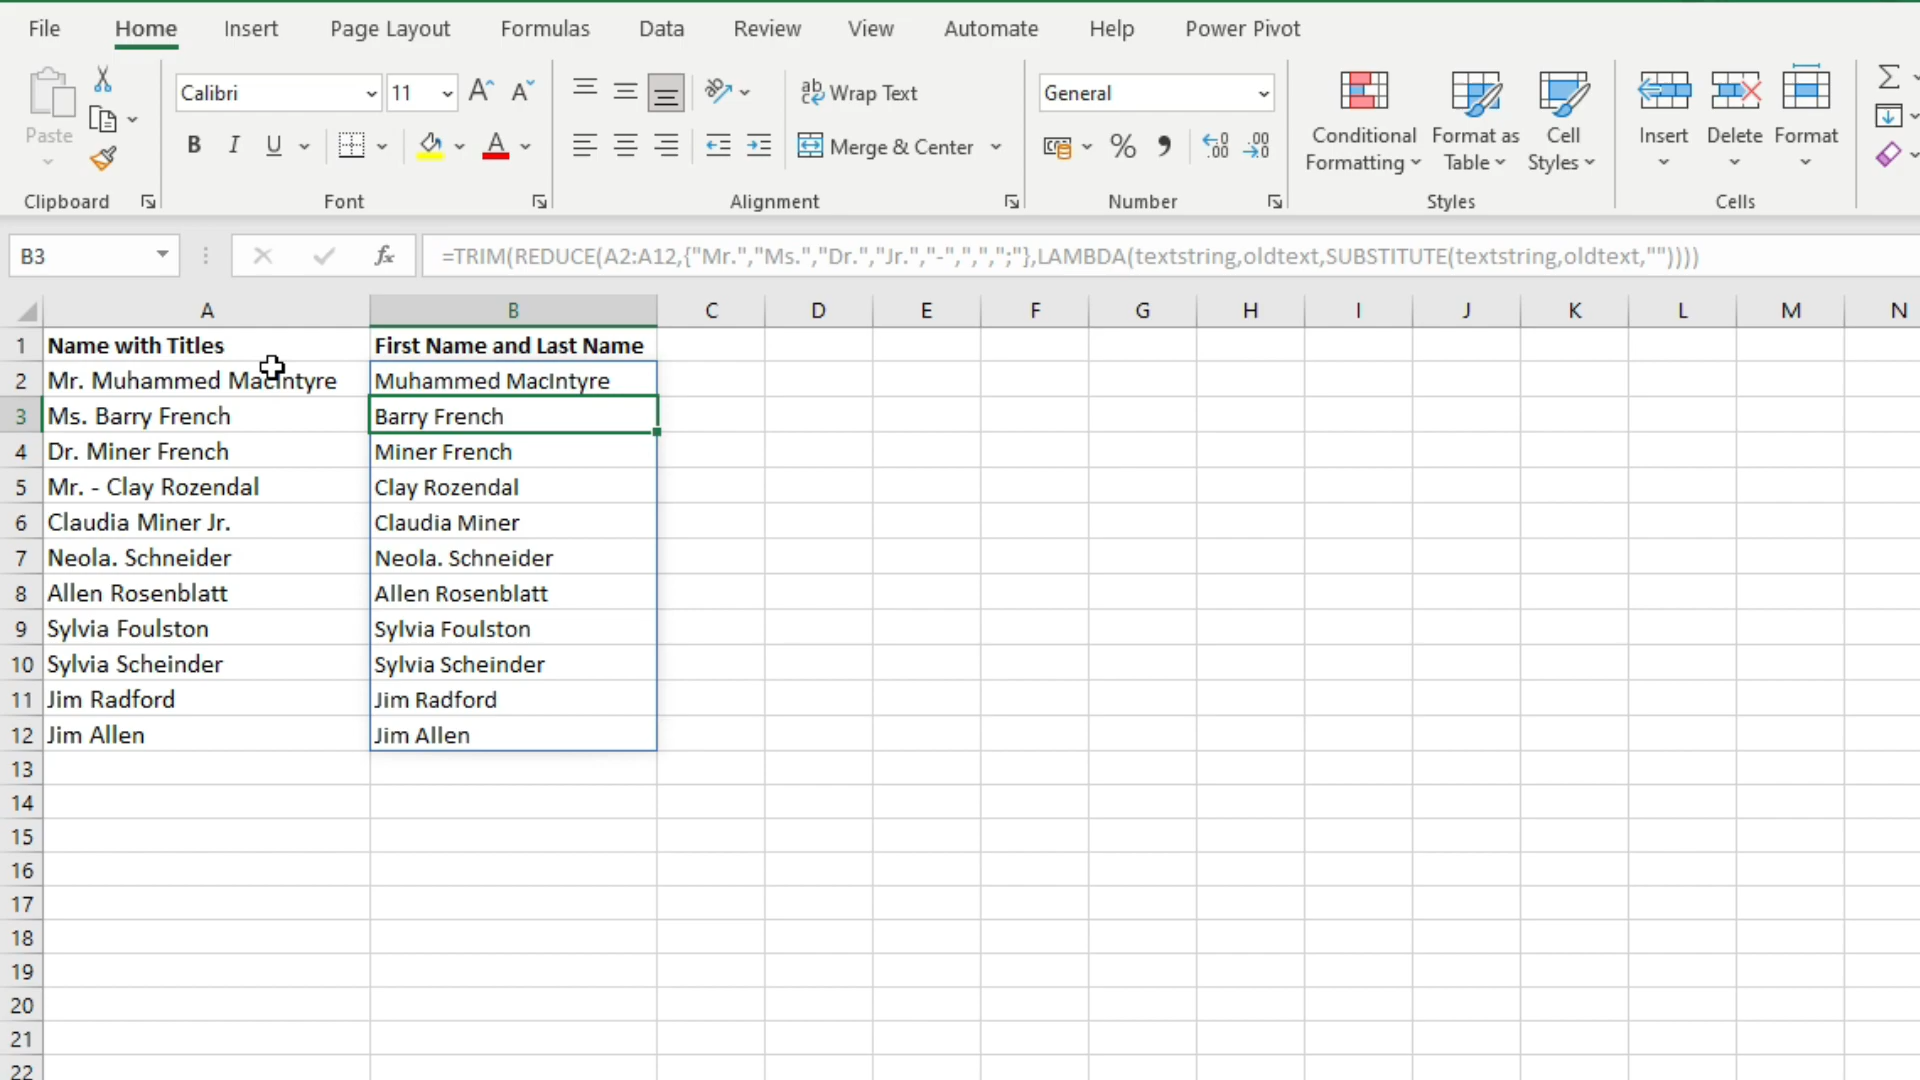 File Home Insert Page Layout Formulas Data Review View Automate Help Power Pivot
Calibri 11 A A Wrap Text General
Paste B I U A Merge & Center % Conditional Formatting Format as Table Cell Styles Insert Delete Format
Clipboard Font Alignment Number Styles Cells
B3 fx =TRIM(REDUCE(A2:A12,{"Mr.","Ms.","Dr.","Jr.","-",",",";"},LAMBDA(textstring,oldtext,SUBSTITUTE(textstring,oldtext,""))))
A B C D E F G H I J K L M N
1 Name with Titles First Name and Last Name
2 Mr. Muhammed MacIntyre Muhammed MacIntyre
3 Ms. Barry French Barry French
4 Dr. Miner French Miner French
5 Mr. - Clay Rozendal Clay Rozendal
6 Claudia Miner Jr. Claudia Miner
7 Neola. Schneider Neola. Schneider
8 Allen Rosenblatt Allen Rosenblatt
9 Sylvia Foulston Sylvia Foulston
10 Sylvia Scheinder Sylvia Scheinder
11 Jim Radford Jim Radford
12 Jim Allen Jim Allen
13
14
15
16
17
18
19
20
21
22